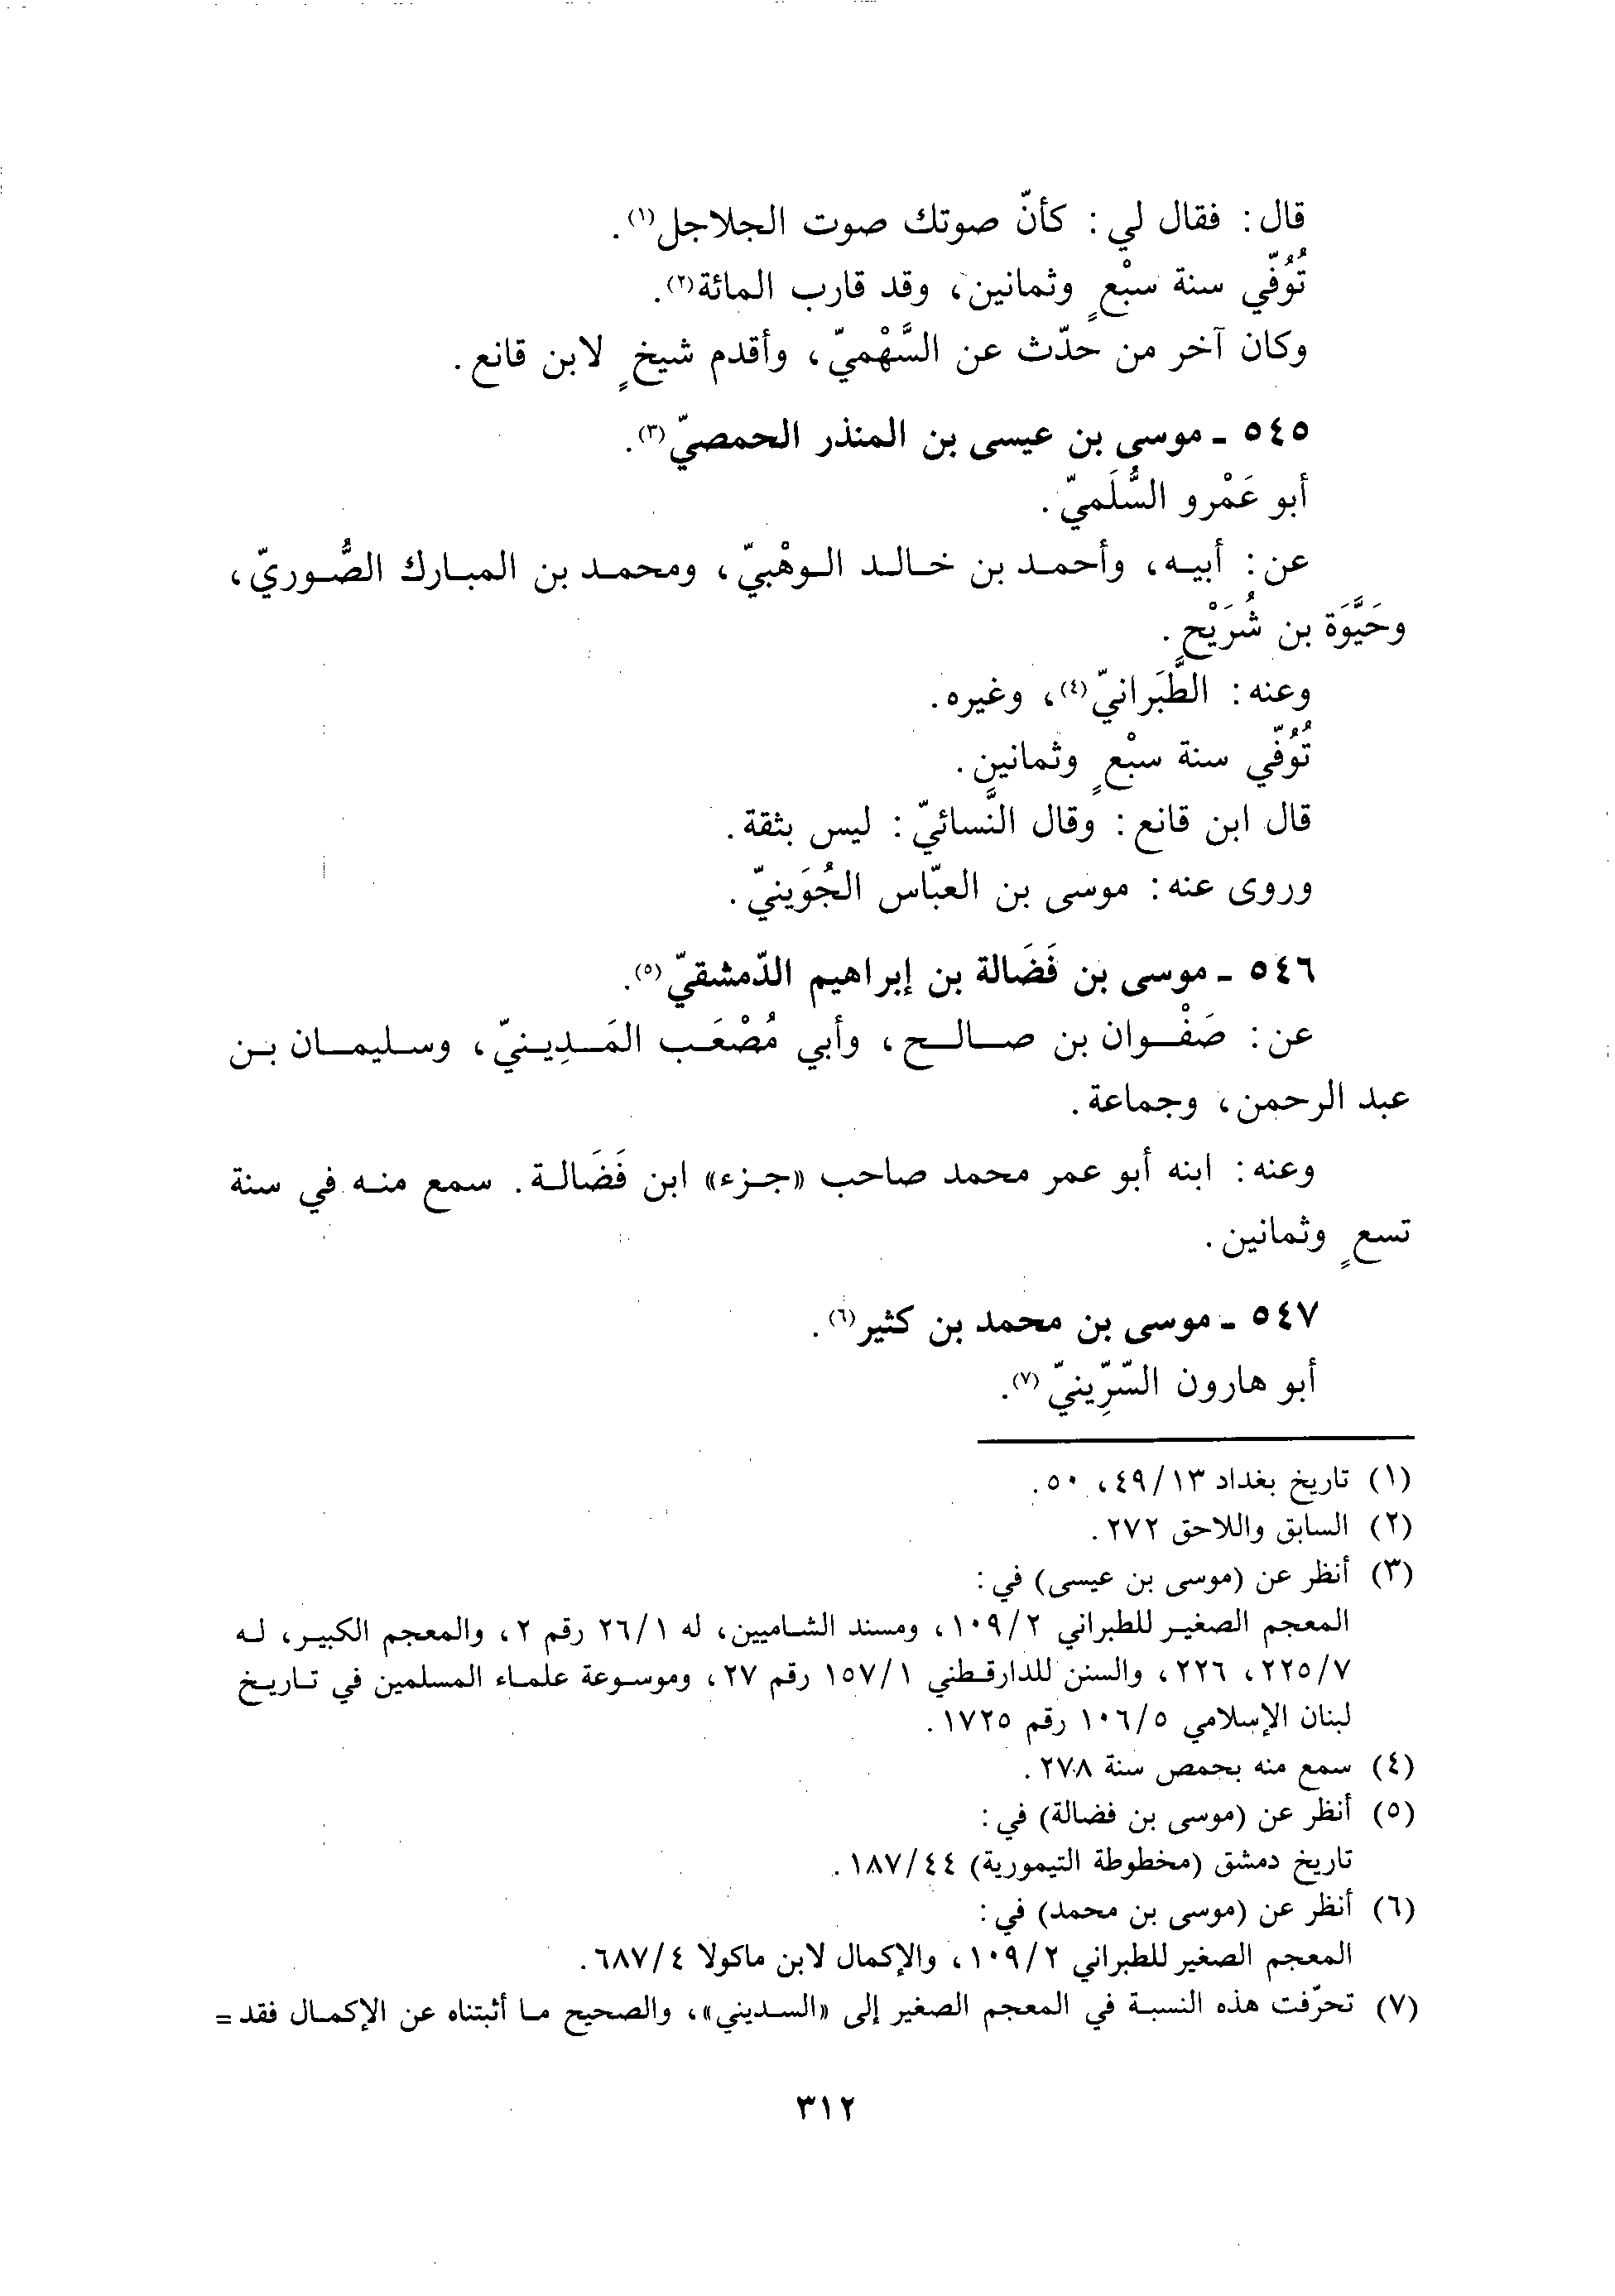 قال: فقال لي: كأنّ صوتك صوت الجلاجل(١).
تُوُفّي سنة سبْعٍ وثمانين، وقد قارب المائة(٢).
وكان آخر من حدّث عن السَّهْميّ، وأقدم شيخٍ لابن قانع.
٥٤٥ ـ موسى بن عيسى بن المنذر الحمصيّ(٣).
أبو عَمْرو السُّلَميّ.
عن: أبيه، وأحمد بن خالد الوهْبيّ، ومحمد بن المبارك الصُّوريّ،
وحَيَّوَة بن شُرَيْحٍ.
وعنه: الطَّبَرانيّ(٤)، وغيره.
تُوُفّي سنة سبْعٍ وثمانين.
قال ابن قانع: وقال النَّسائيّ: ليس بثقة.
وروى عنه: موسى بن العبّاس الجُوَينيّ.
٥٤٦ ـ موسى بن فَضَالة بن إبراهيم الدّمشقيّ(٥).
عن: صَفْوان بن صالح، وأبي مُصْعَب المَدِينيّ، وسليمان بن
عبد الرحمن، وجماعة.
وعنه: ابنه أبو عمر محمد صاحب «جزء» ابن فَضَالة. سمع منه في سنة
تسعٍ وثمانين.
٥٤٧ ـ موسى بن محمد بن كثير(٦).
أبو هارون السّرِّينيّ(٧).
(١) تاريخ بغداد ١٣/٤٩، ٥٠.
(٢) السابق واللاحق ٢٧٢.
(٣) أنظر عن (موسى بن عيسى) في:
المعجم الصغير للطبراني ٢/١٠٩، ومسند الشاميين، له ١/٢٦ رقم ٢، والمعجم الكبير، له
٧/٢٢٥، ٢٢٦، والسنن للدارقطني ١/١٥٧ رقم ٢٧، وموسوعة علماء المسلمين في تاريخ
لبنان الإسلامي ٥/١٠٦ رقم ١٧٢٥.
(٤) سمع منه بحمص سنة ٢٧٨.
(٥) أنظر عن (موسى بن فضالة) في:
تاريخ دمشق (مخطوطة التيمورية) ٤٤/١٨٧.
(٦) أنظر عن (موسى بن محمد) في:
المعجم الصغير للطبراني ٢/١٠٩، والإكمال لابن ماكولا ٤/٦٨٧.
(٧) تحرّفت هذه النسبة في المعجم الصغير إلى «السديني»، والصحيح ما أثبتناه عن الإكمال فقد =
٣١٢